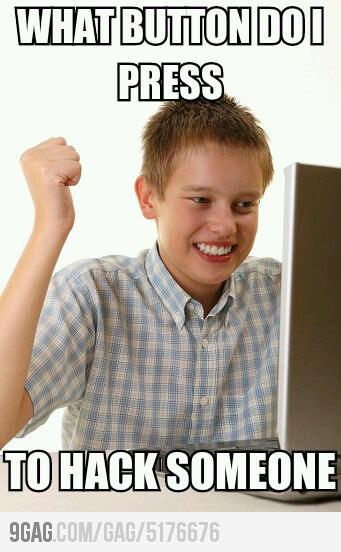 WHAT BUTTON DO I
PRESS
TO HACK SOMEONE
9GAG.COM/GAG/5176676